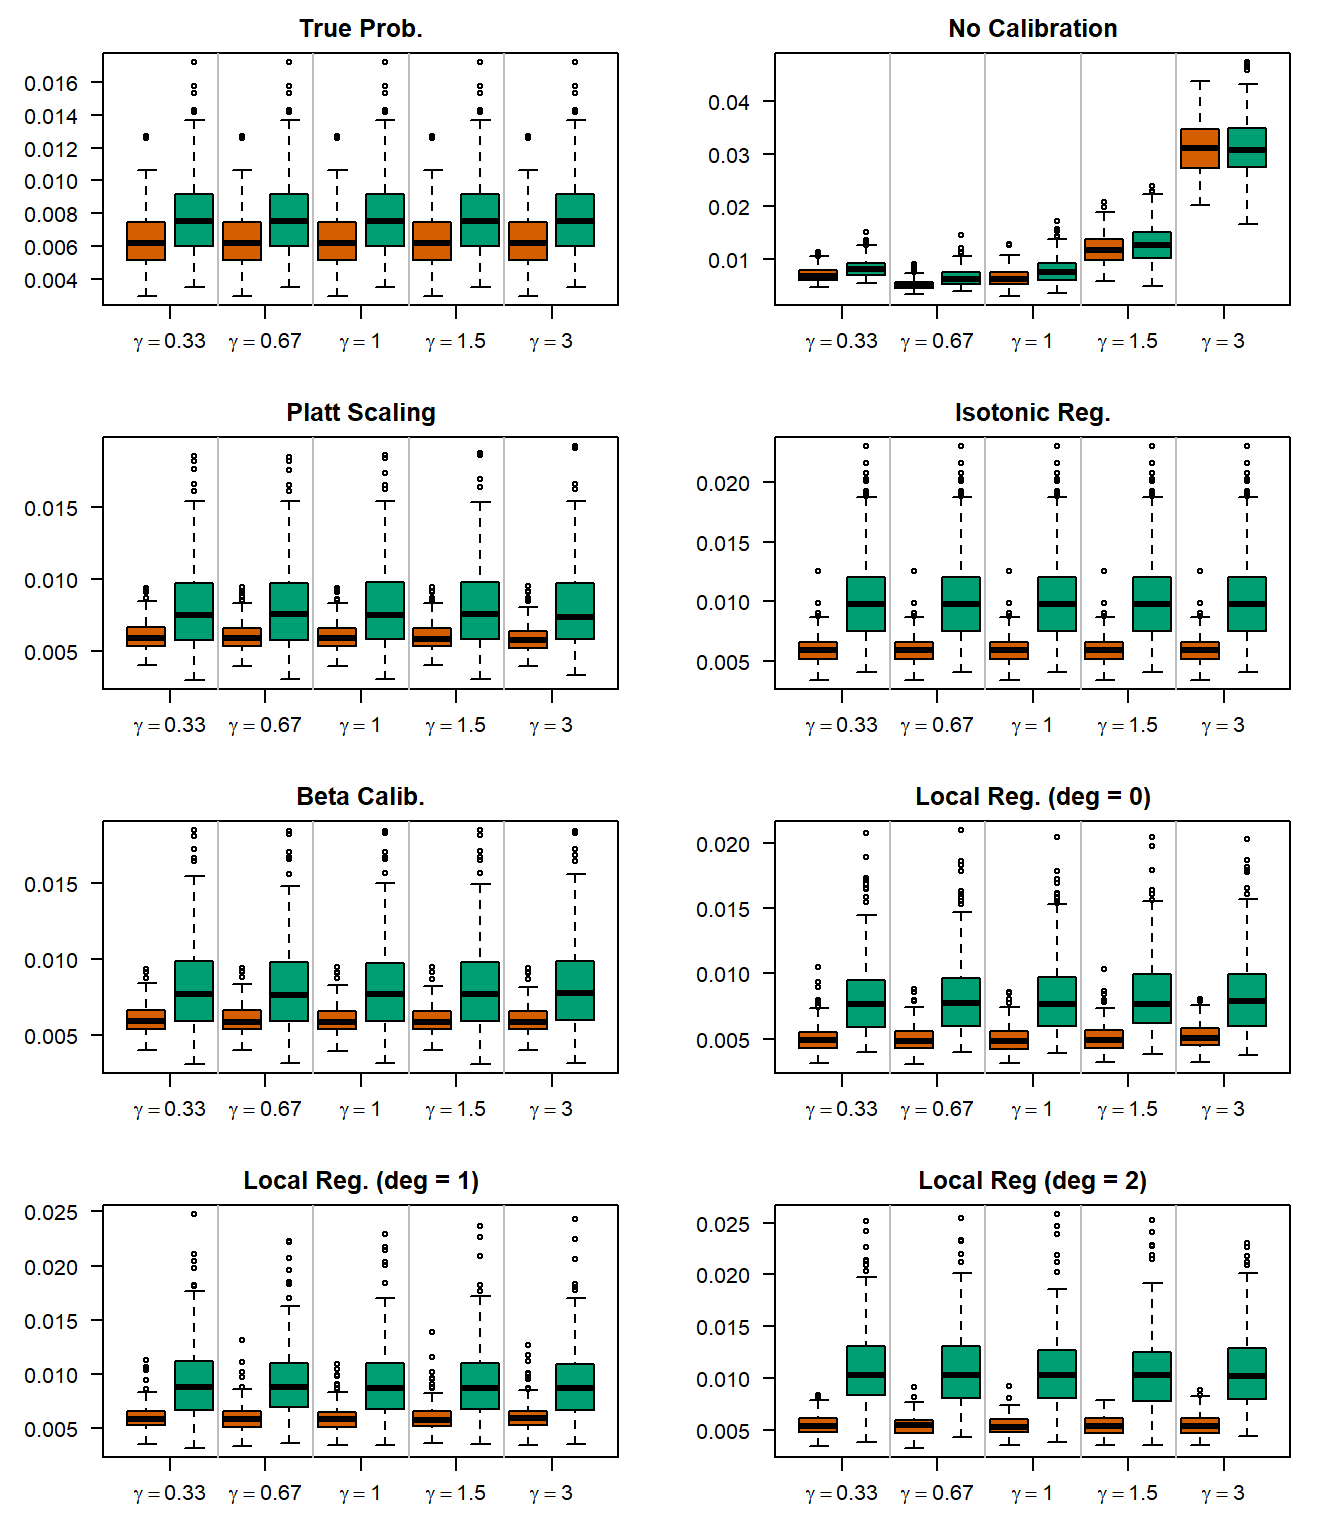 True Prob.
0.016
0.014
0.012
0.010
0.008
0.006
0.004
γ = 0.33 γ = 0.67 γ = 1 γ = 1.5 γ = 3
No Calibration
0.04
0.03
0.02
0.01
γ = 0.33 γ = 0.67 γ = 1 γ = 1.5 γ = 3
Platt Scaling
0.015
0.010
0.005
γ = 0.33 γ = 0.67 γ = 1 γ = 1.5 γ = 3
Isotonic Reg.
0.020
0.015
0.010
0.005
γ = 0.33 γ = 0.67 γ = 1 γ = 1.5 γ = 3
Beta Calib.
0.015
0.010
0.005
γ = 0.33 γ = 0.67 γ = 1 γ = 1.5 γ = 3
Local Reg. (deg = 0)
0.020
0.015
0.010
0.005
γ = 0.33 γ = 0.67 γ = 1 γ = 1.5 γ = 3
Local Reg. (deg = 1)
0.025
0.020
0.015
0.010
0.005
γ = 0.33 γ = 0.67 γ = 1 γ = 1.5 γ = 3
Local Reg (deg = 2)
0.025
0.020
0.015
0.010
0.005
γ = 0.33 γ = 0.67 γ = 1 γ = 1.5 γ = 3